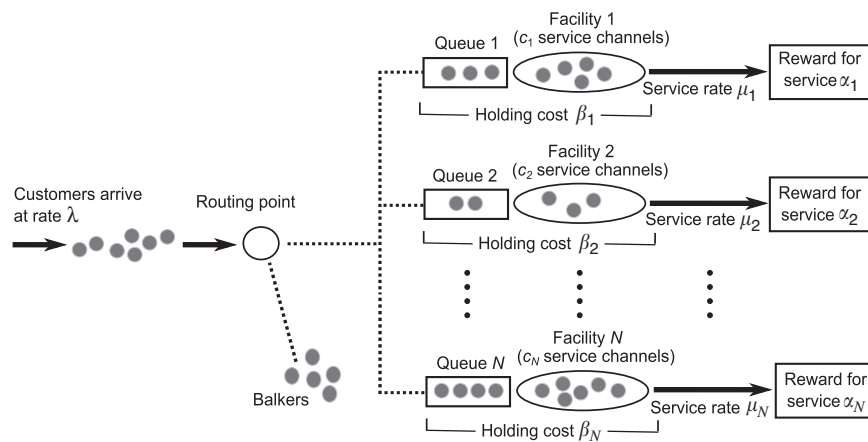 Customers arrive
at rate λ
Routing point
Balkers
Queue 1
Facility 1
(c₁ service channels)
Service rate μ₁
Holding cost β₁
Reward for
service α₁
Queue 2
Facility 2
(c₂ service channels)
Service rate μ₂
Holding cost β₂
Reward for
service α₂
Queue N
Facility N
(c_N service channels)
Service rate μ_N
Holding cost β_N
Reward for
service α_N